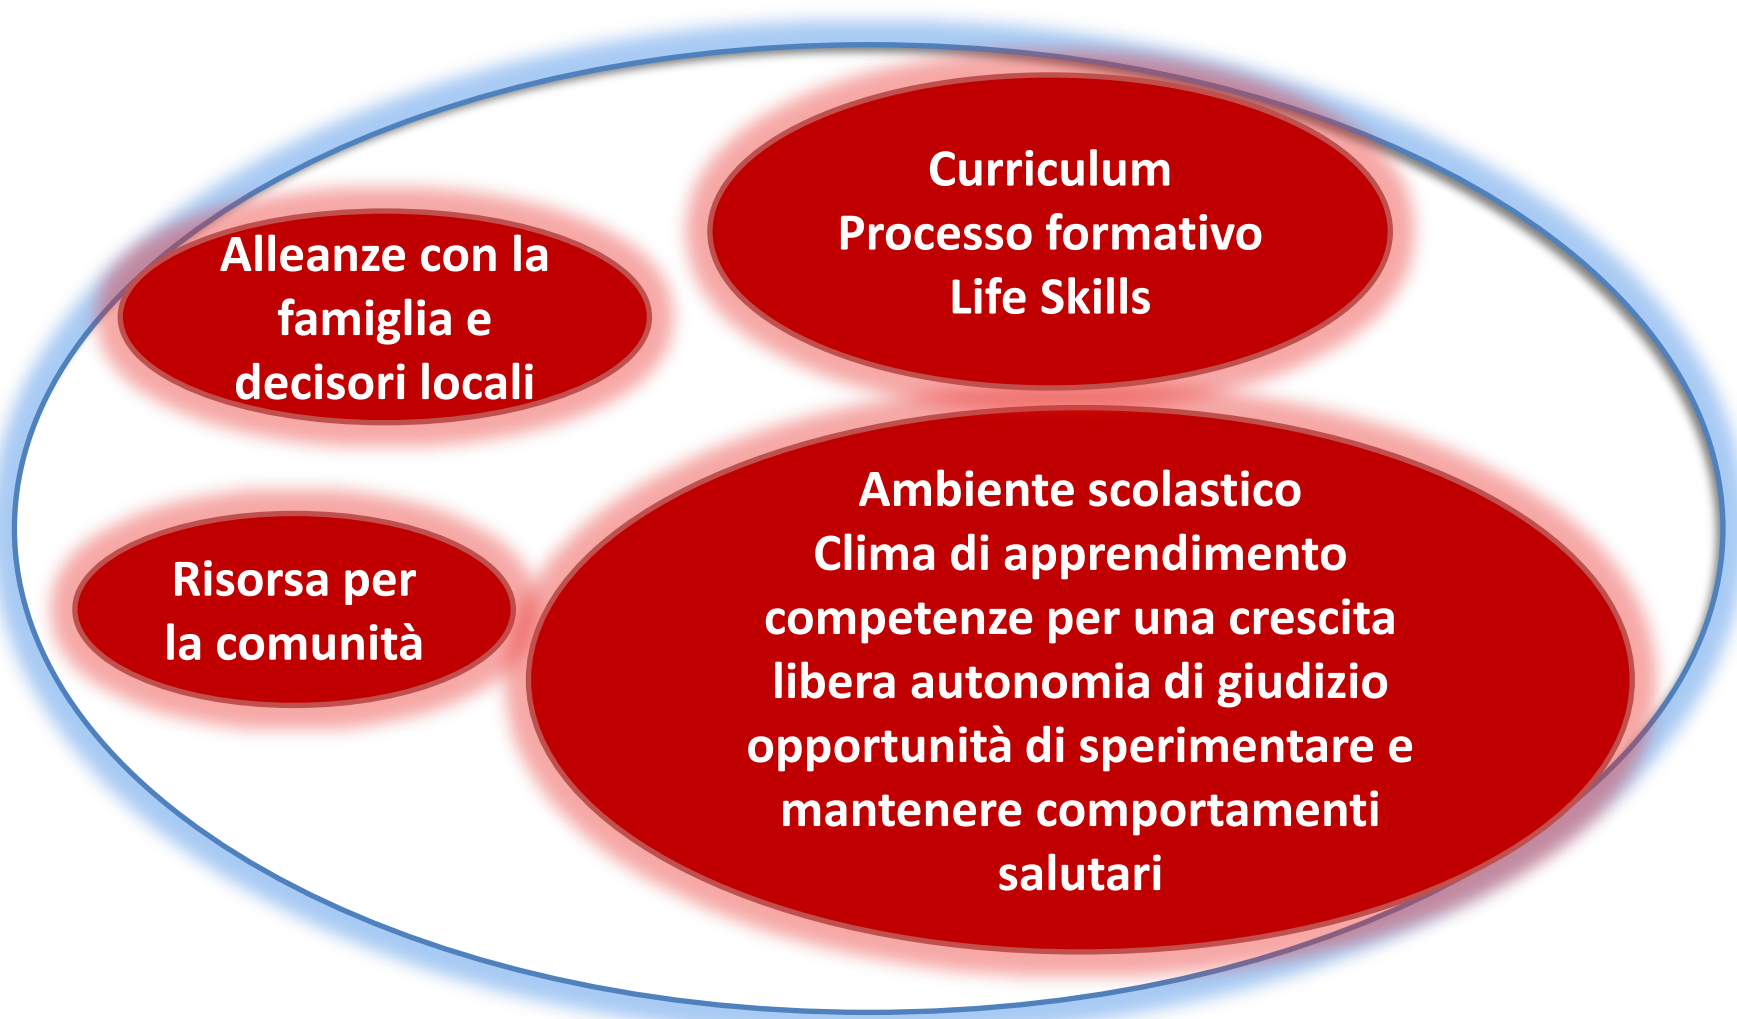 Curriculum
Processo formativo
Life Skills
Alleanze con la
famiglia e
decisori locali
Ambiente scolastico
Clima di apprendimento
competenze per una crescita
libera autonomia di giudizio
opportunità di sperimentare e
mantenere comportamenti
salutari
Risorsa per
la comunità